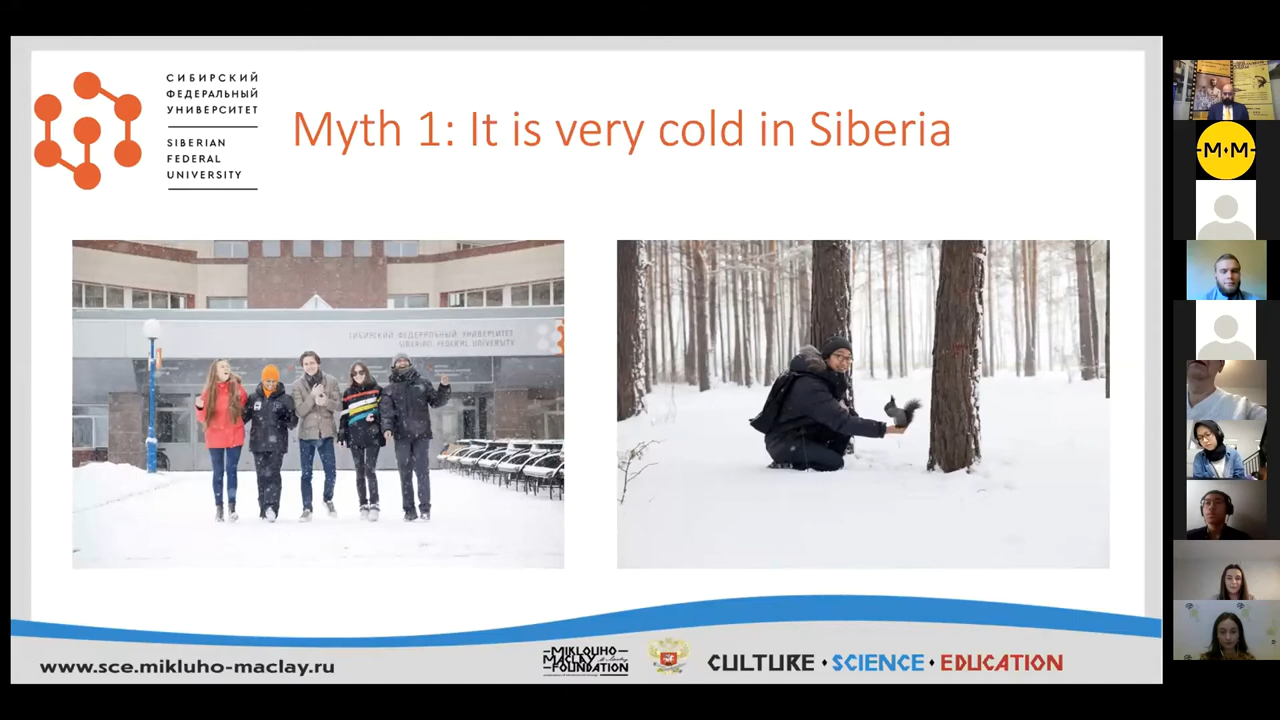 СИБИРСКИЙ
ФЕДЕРАЛЬНЫЙ
УНИВЕРСИТЕТ
SIBERIAN
FEDERAL
UNIVERSITY
Myth 1: It is very cold in Siberia
СИБИРСКИЙ ФЕДЕРАЛЬНЫЙ УНИВЕРСИТЕТ
SIBERIAN FEDERAL UNIVERSITY
www.sce.mikluho-maclay.ru
MIKLOUHO
MACLAY
FOUNDATION
CULTURE • SCIENCE • EDUCATION
M•M